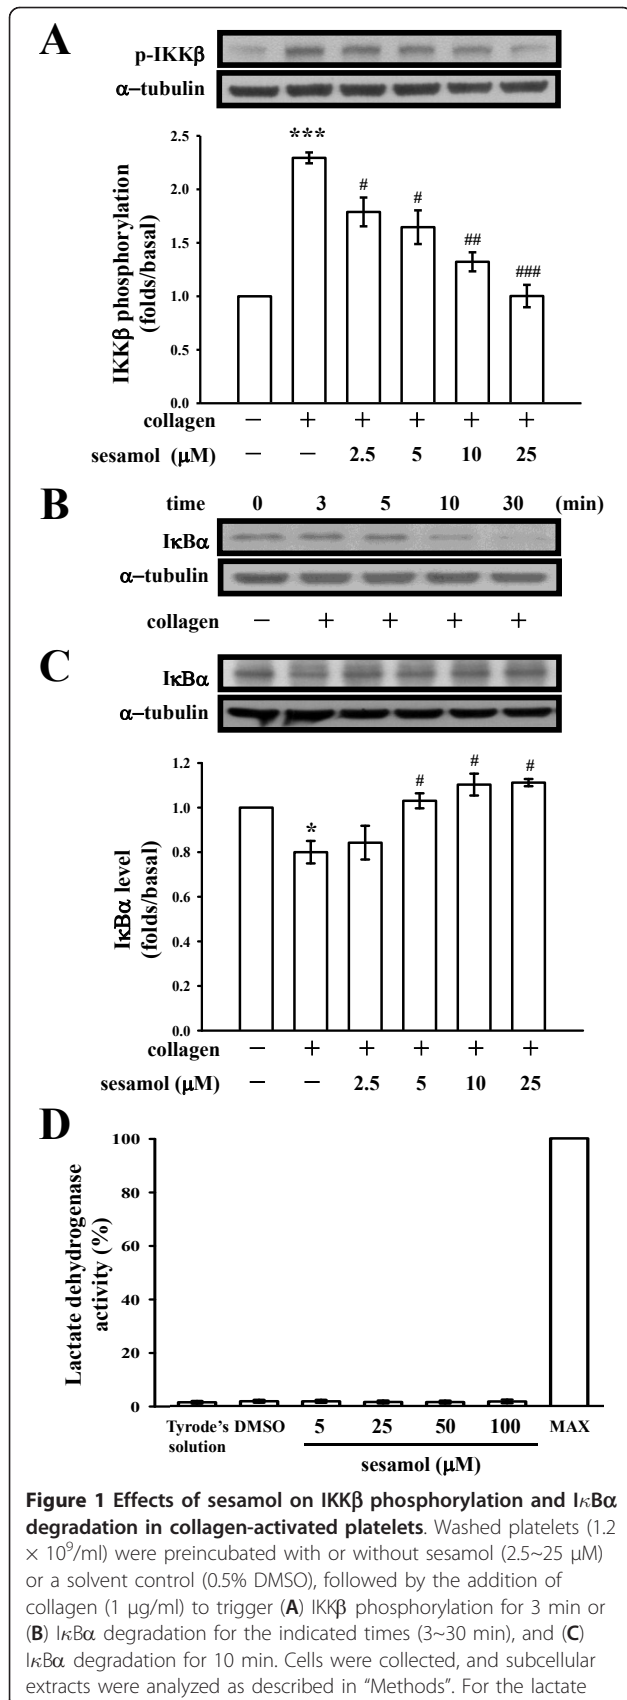 A
p-IKKβ
α−tubulin
IKKβ phosphorylation
(folds/basal)
2.5
2.0
1.5
1.0
0.5
0.0
***
#
#
##
###
collagen − + + + + +
sesamol (μM) − − 2.5 5 10 25
B
time 0 3 5 10 30 (min)
IκBα
α−tubulin
collagen − + + + +
C
IκBα
α−tubulin
IκBα level
(folds/basal)
1.2
1.0
0.8
0.6
0.4
0.2
0.0
*
#
#
#
collagen − + + + + +
sesamol (μM) − − 2.5 5 10 25
D
Lactate dehydrogenase
activity (%)
100
80
60
40
20
0
Tyrode's DMSO 5 25 50 100 MAX
solution
sesamol (μM)
Figure 1 Effects of sesamol on IKKβ phosphorylation and IκBα
degradation in collagen-activated platelets. Washed platelets (1.2
× 10⁹/ml) were preincubated with or without sesamol (2.5~25 μM)
or a solvent control (0.5% DMSO), followed by the addition of
collagen (1 μg/ml) to trigger (A) IKKβ phosphorylation for 3 min or
(B) IκBα degradation for the indicated times (3~30 min), and (C)
IκBα degradation for 10 min. Cells were collected, and subcellular
extracts were analyzed as described in “Methods”. For the lactate